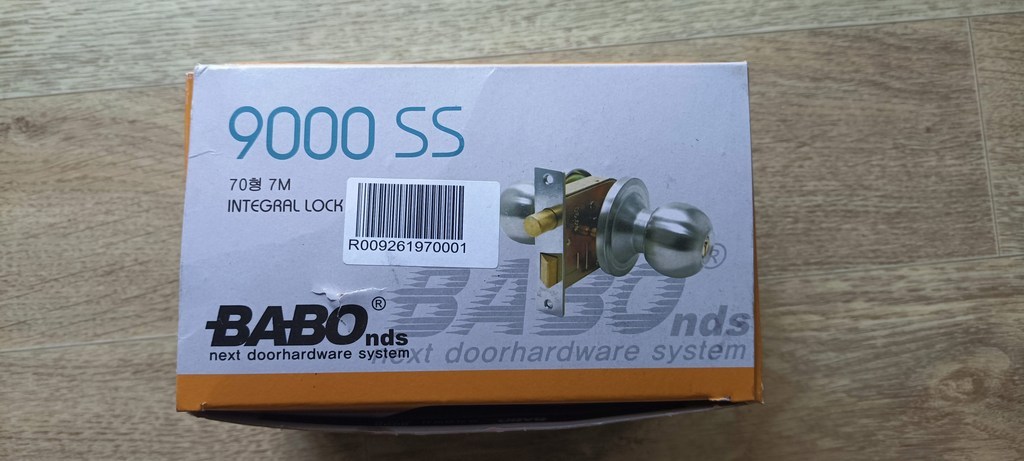 9000 SS
70형 7M
INTEGRAL LOCK
R009261970001
BABO® nds
next doorhardware system
BABO® nds
next doorhardware system